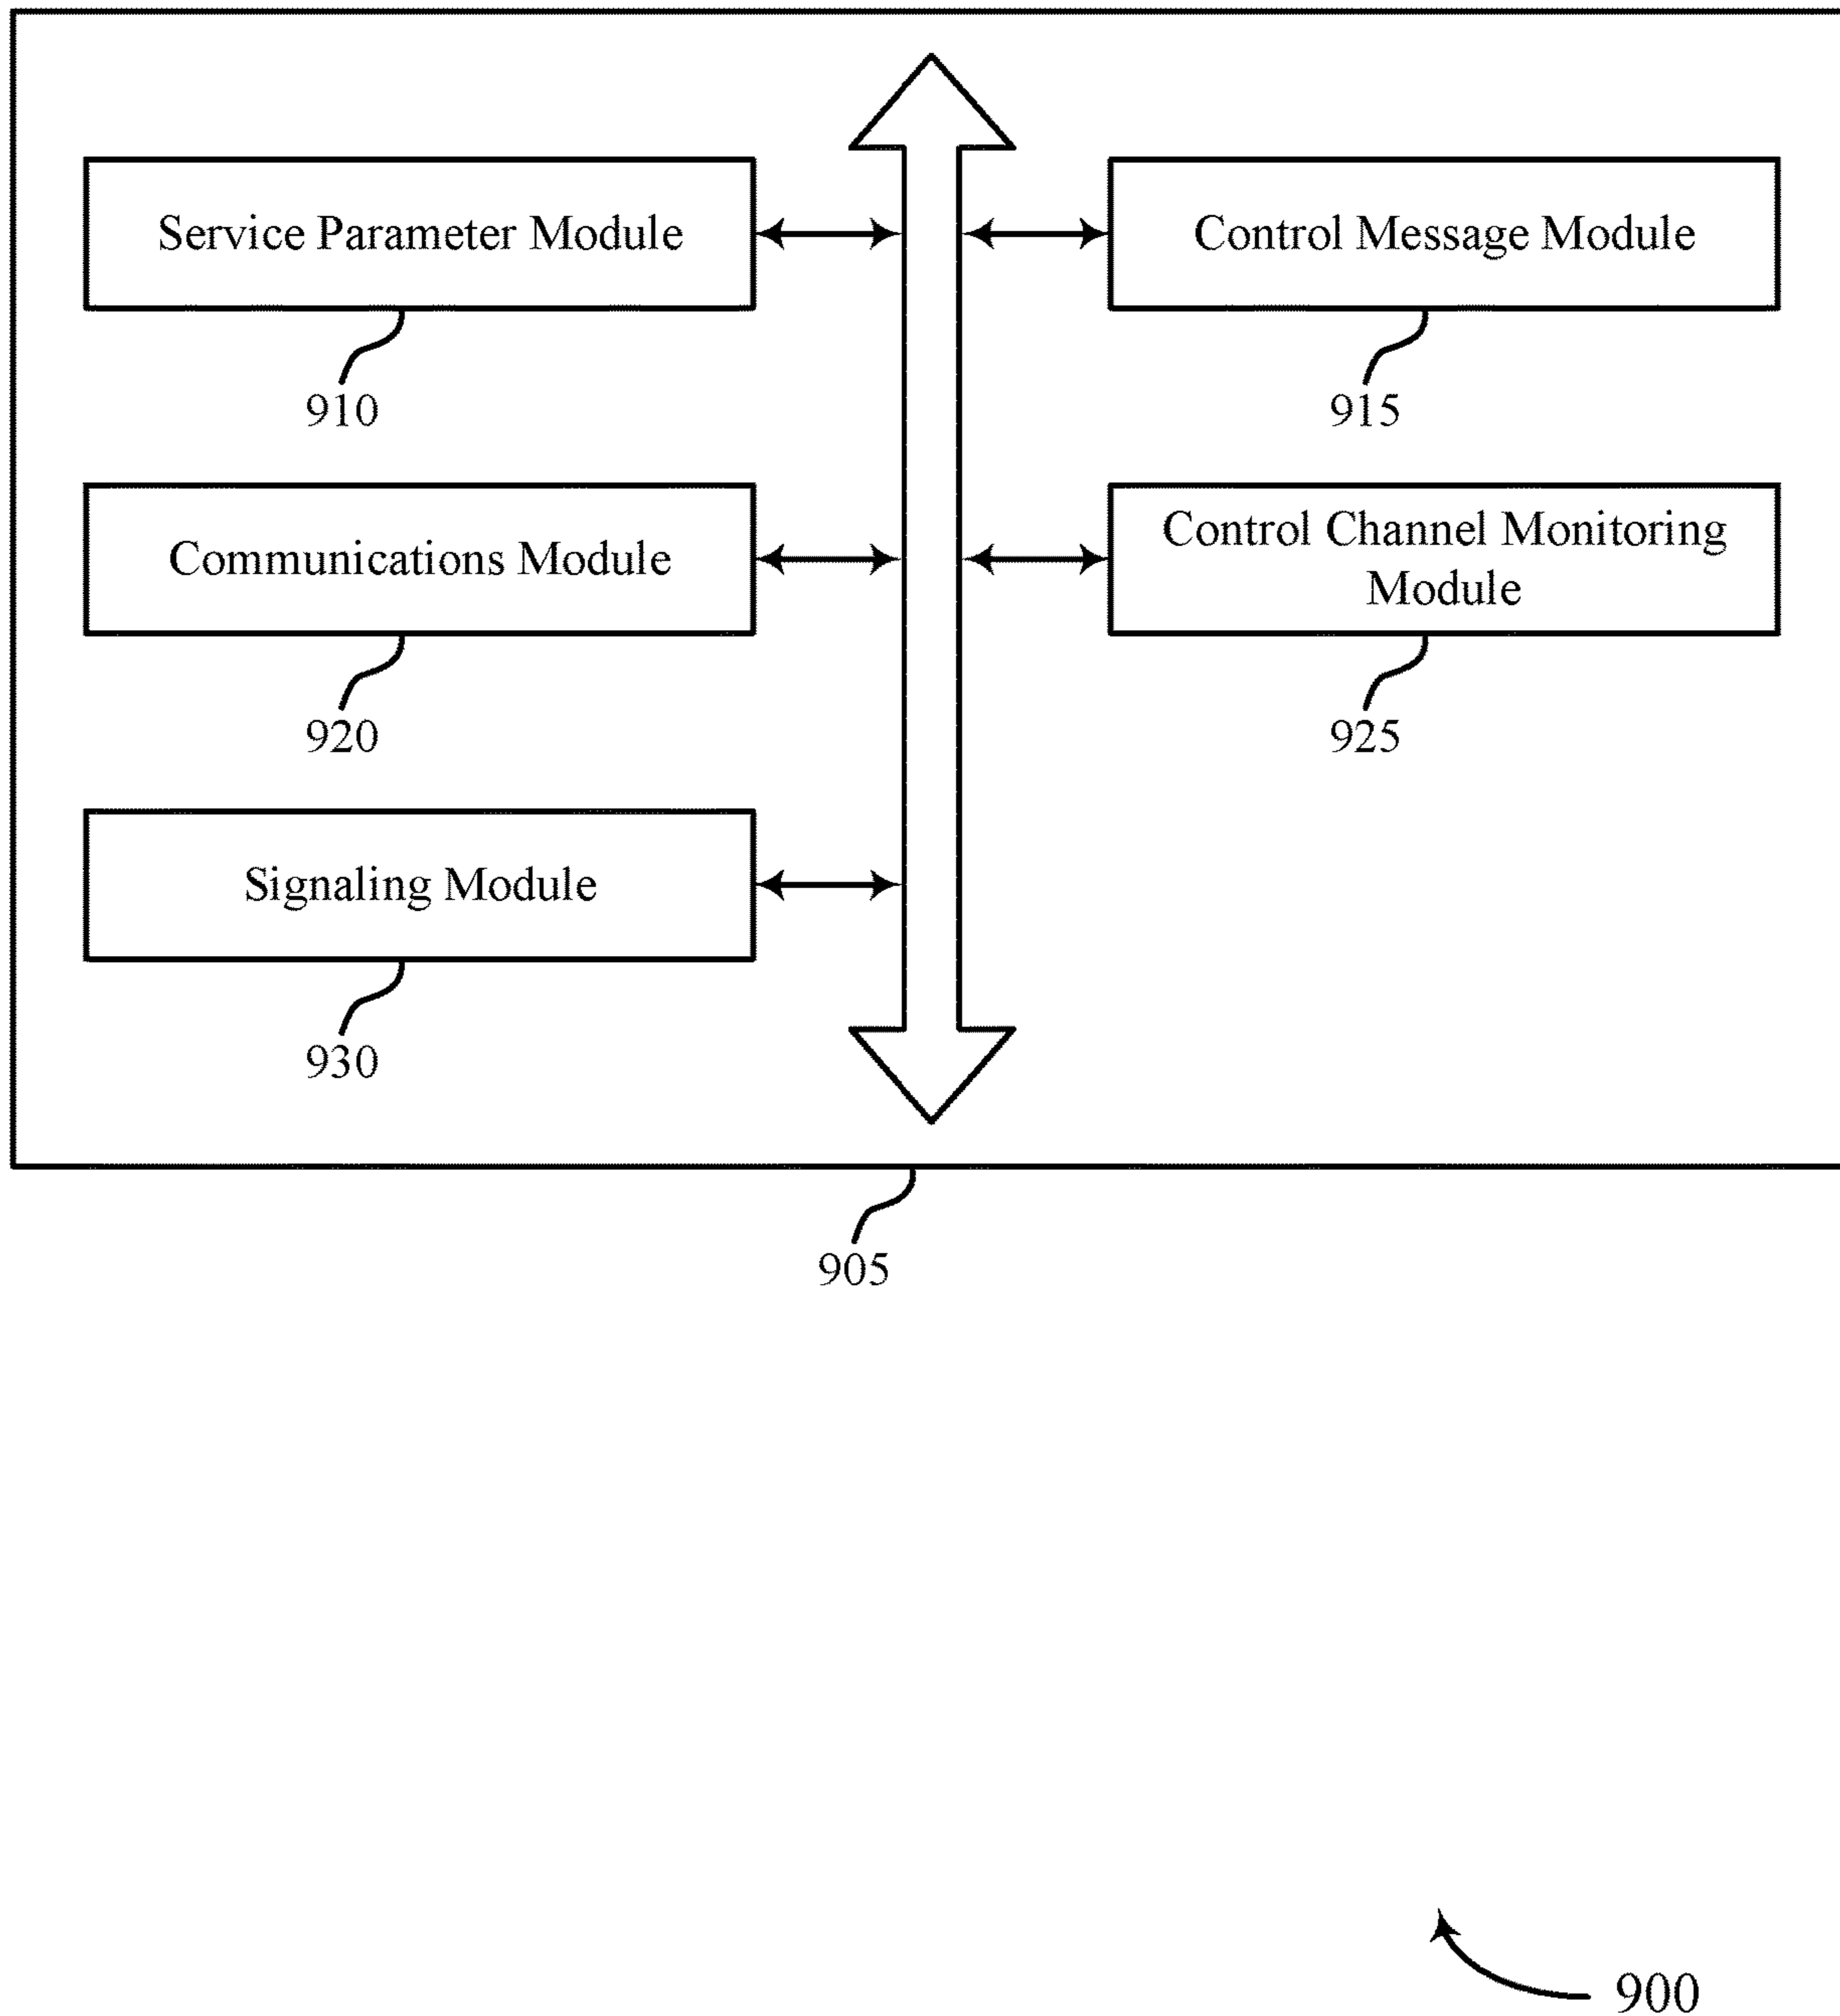 Service Parameter Module
Control Message Module
910
915
Communications Module
Control Channel Monitoring
Module
920
925
Signaling Module
930
905
900